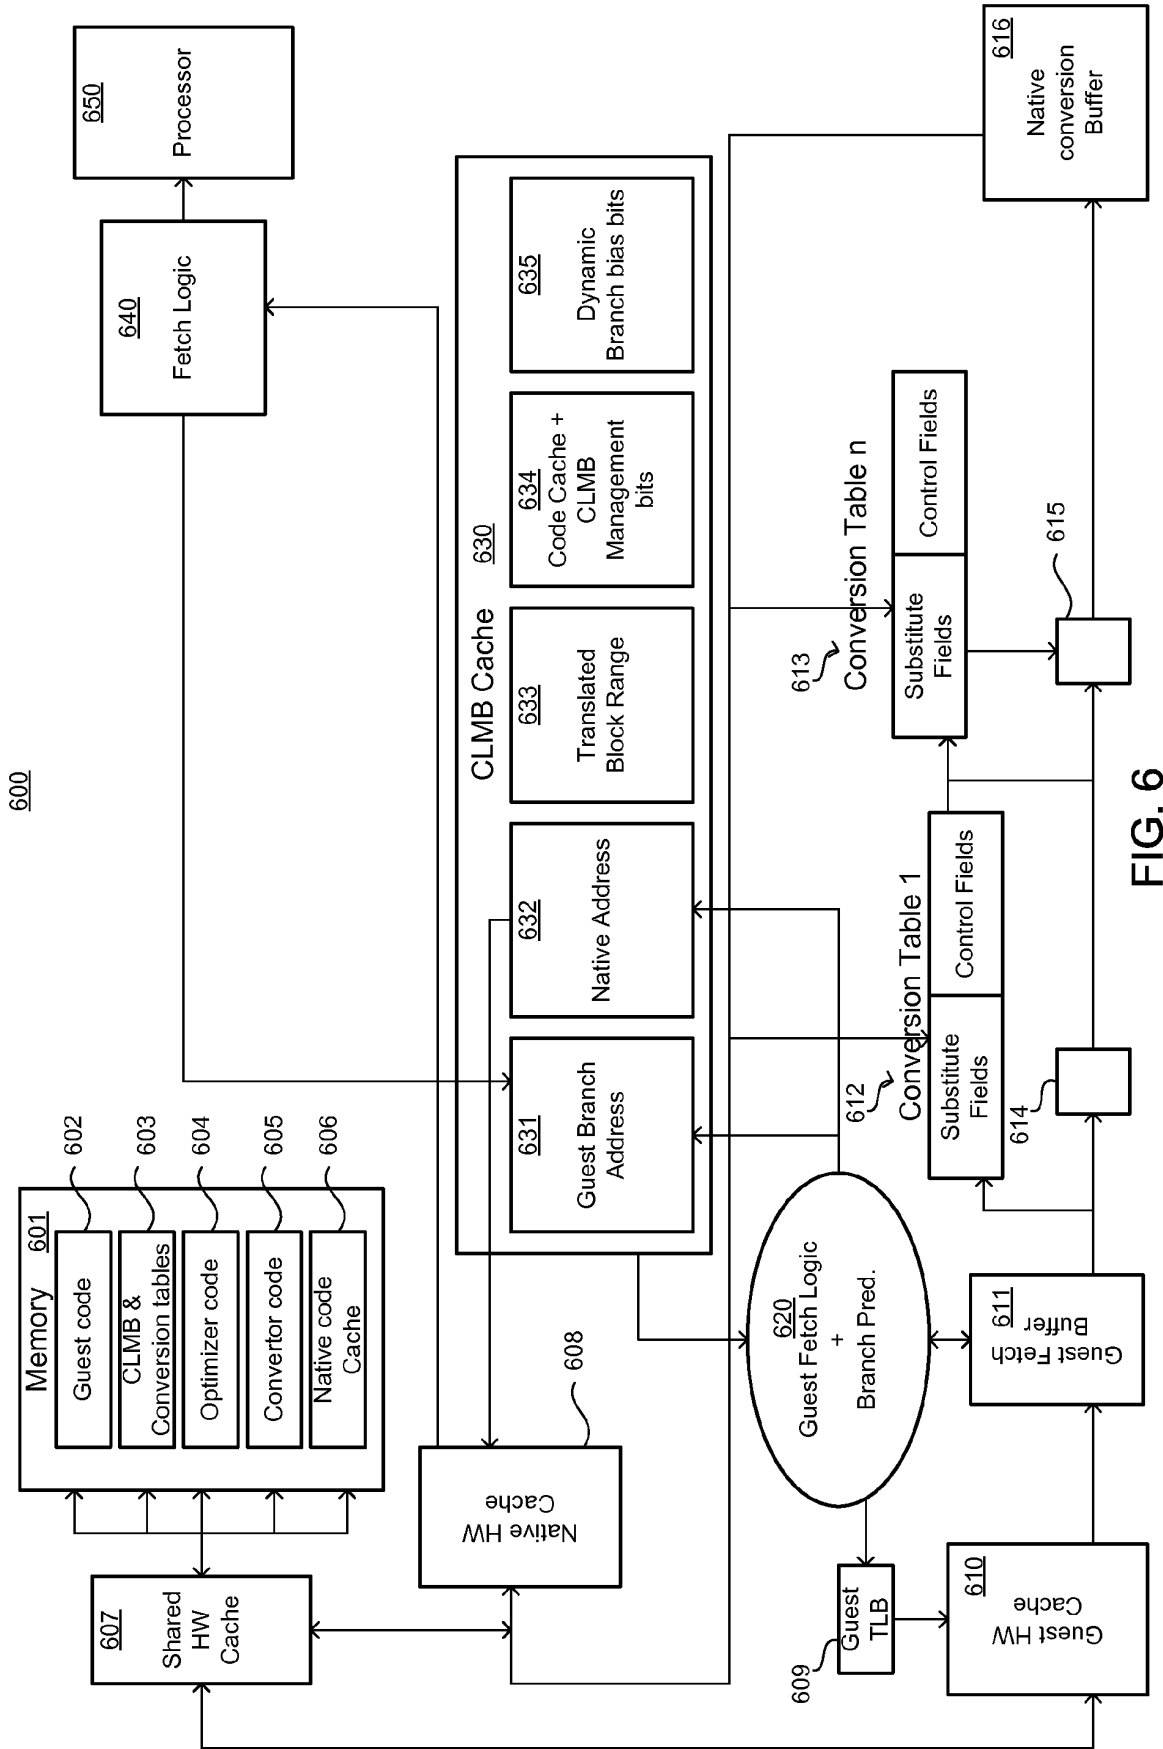 600
Memory
601
Guest code
CLMB &
Conversion tables
Optimizer code
Convertor code
Native code
Cache
602
603
604
605
606
607
Shared
HW
Cache
640
Fetch Logic
650
Processor
Native HW
Cache
608
CLMB Cache
630
631
Guest Branch
Address
632
Native Address
633
Translated
Block Range
634
Code Cache +
CLMB
Management
bits
635
Dynamic
Branch bias bits
620
Guest Fetch Logic
+
Branch Pred.
609
Guest
TLB
610
Guest HW
Cache
611
Guest Fetch
Buffer
612
Conversion Table 1
Substitute
Fields
Control Fields
614
613
Conversion Table n
Substitute
Fields
Control Fields
615
616
Native
conversion
Buffer
FIG. 6